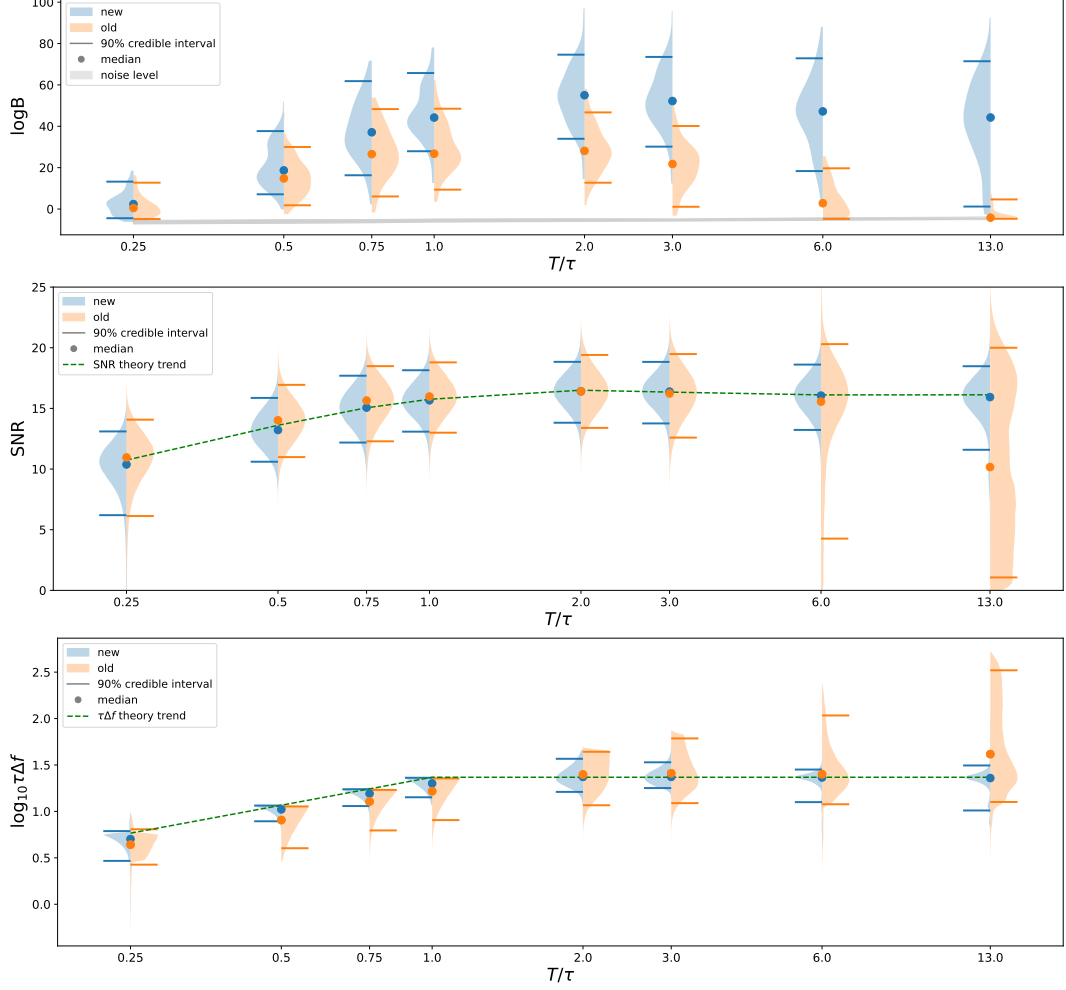 100
80
60
40
20
0
logB
new
old
90% credible interval
median
noise level
0.25 0.5 0.75 1.0 2.0 3.0 6.0 13.0
T/τ
25
20
15
10
5
0
SNR
new
old
90% credible interval
median
SNR theory trend
0.25 0.5 0.75 1.0 2.0 3.0 6.0 13.0
T/τ
2.5
2.0
1.5
1.0
0.5
0.0
log₁₀τΔf
new
old
90% credible interval
median
τΔf theory trend
0.25 0.5 0.75 1.0 2.0 3.0 6.0 13.0
T/τ